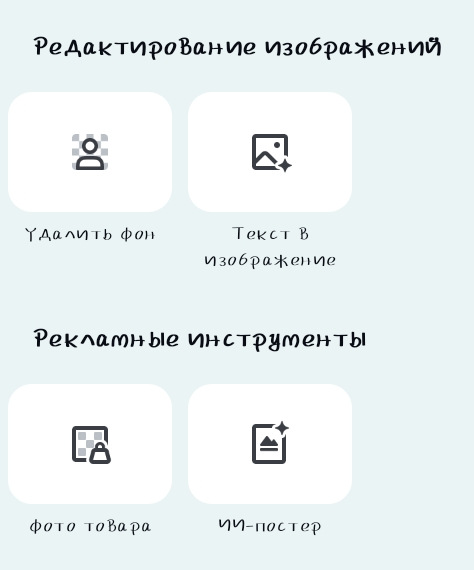 Редактирование изображений
Удалить фон
Текст в
изображение
Рекламные инструменты
фото товара
ИИ-постер